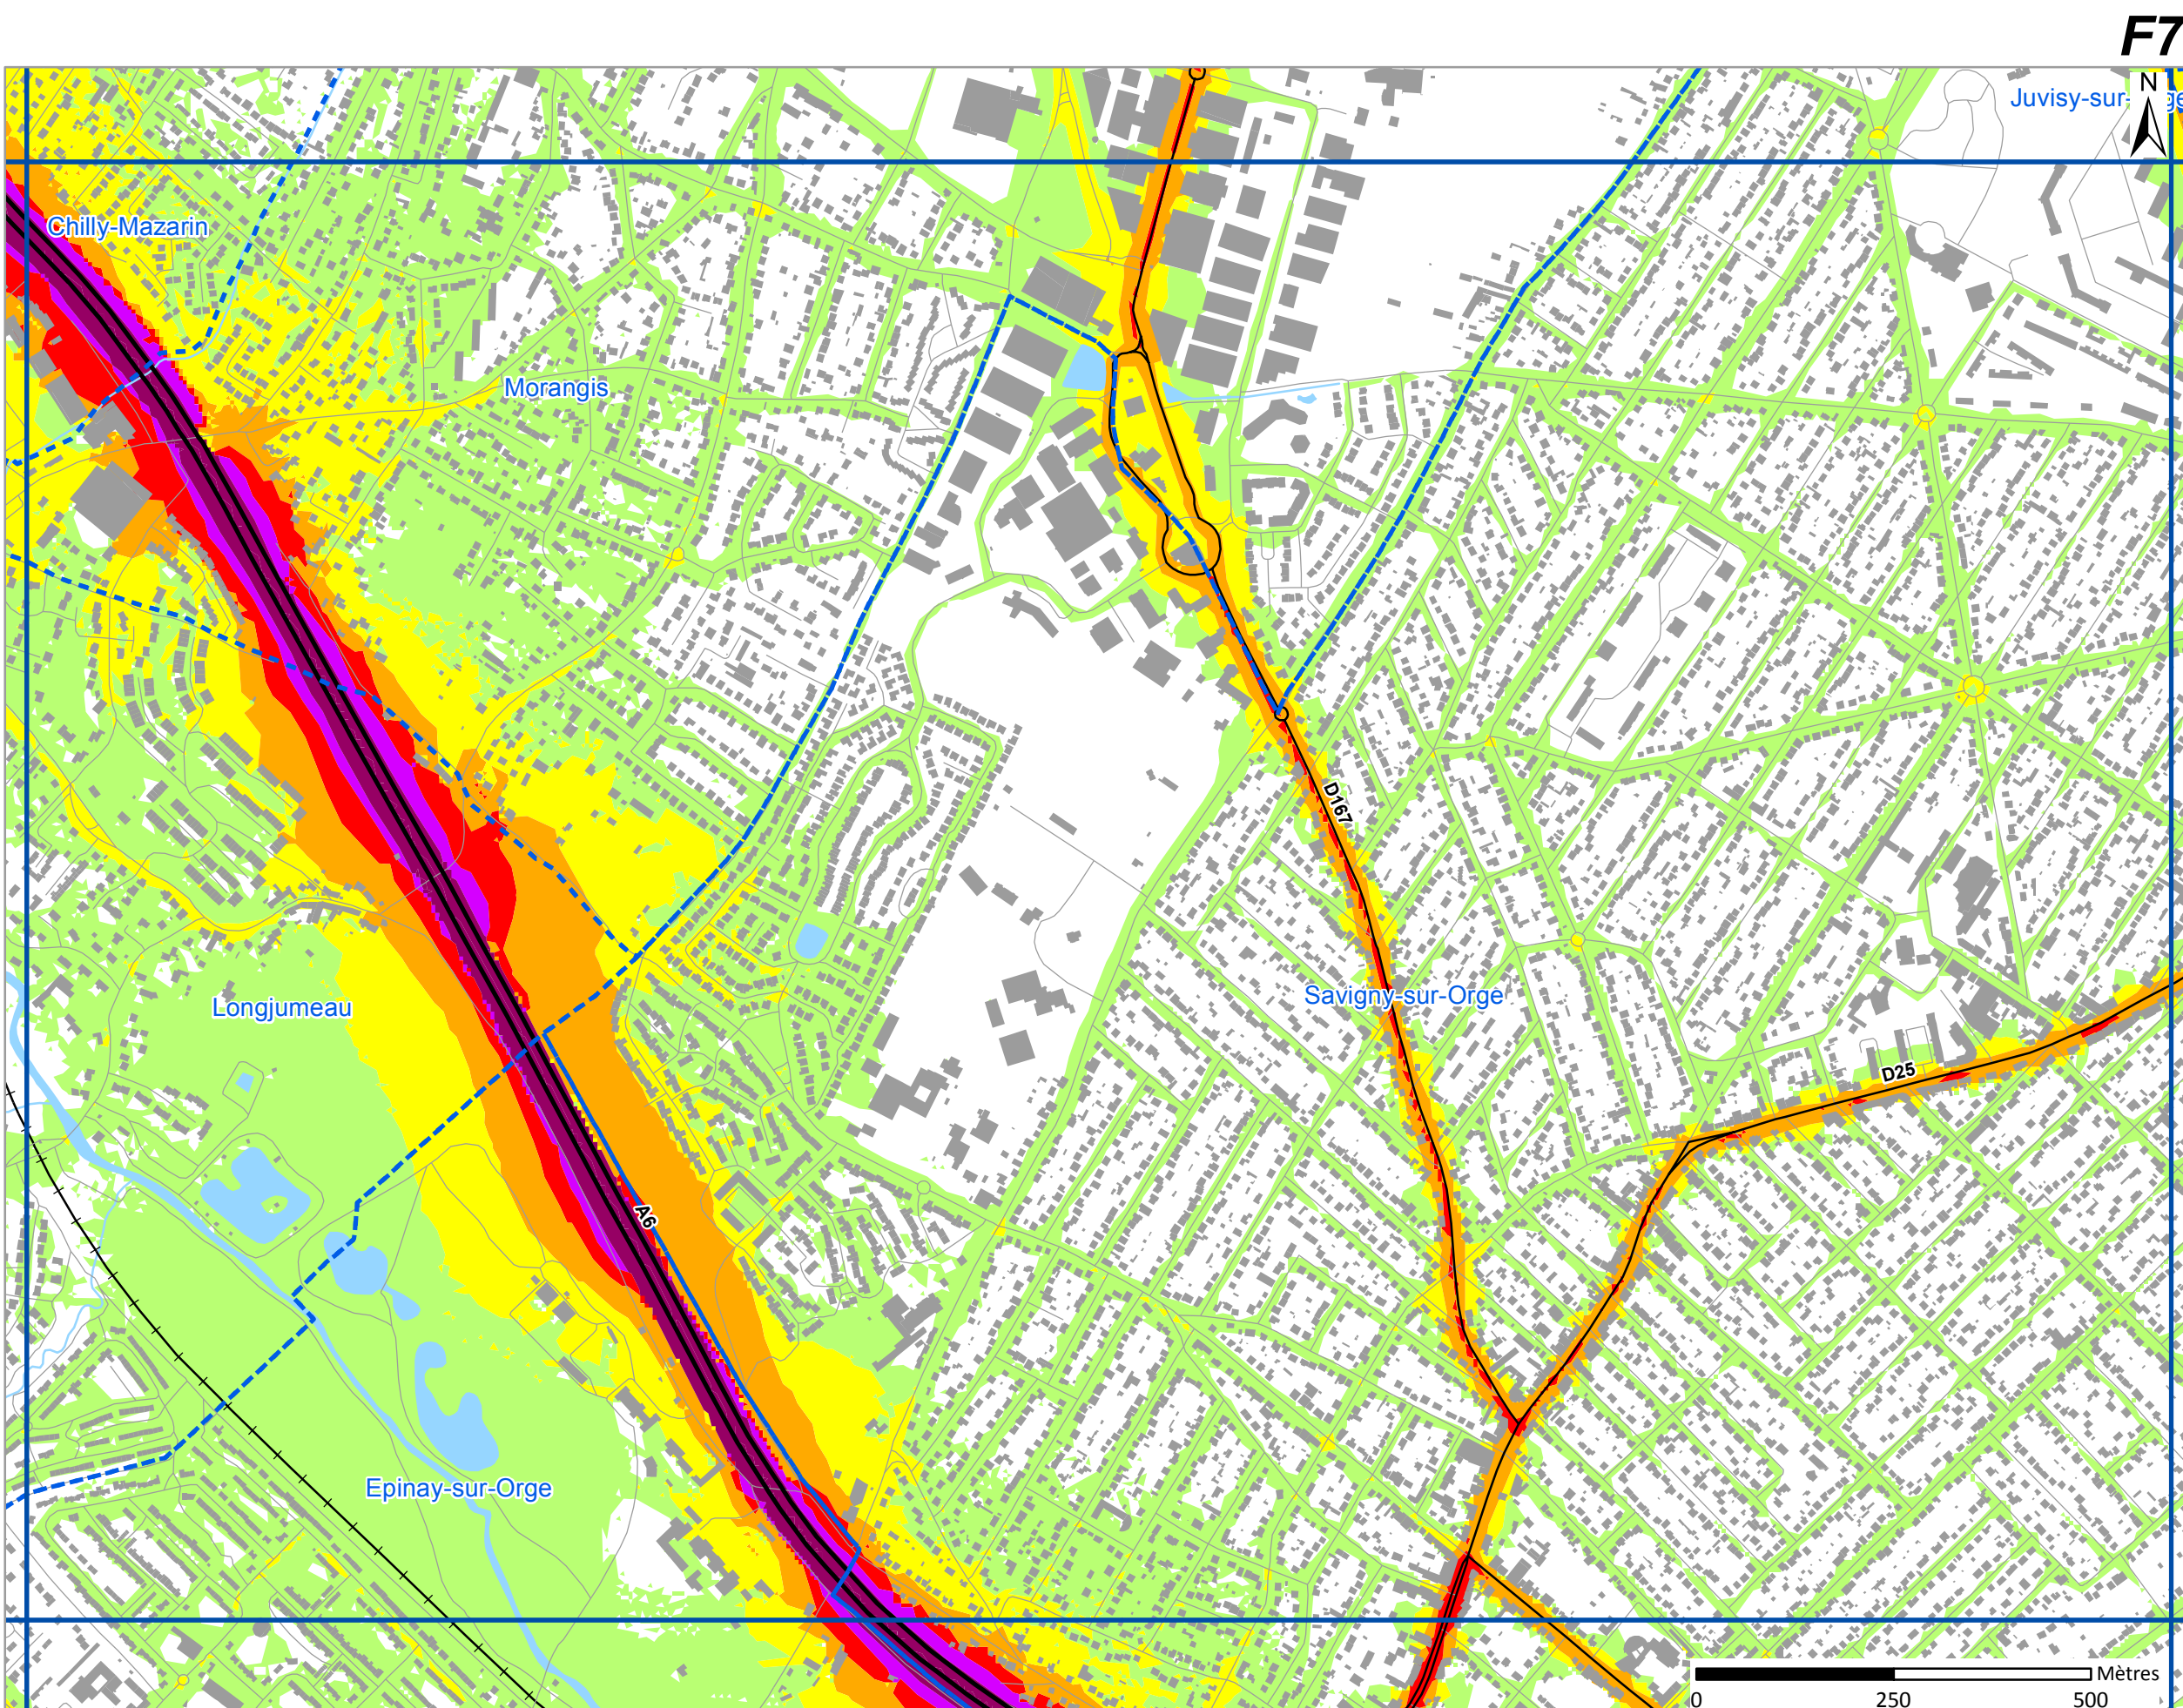 F7
N
Juvisy-sur-
Chilly-Mazarin
Morangis
D167
Savigny-sur-Orge
Longjumeau
D25
A6
Epinay-sur-Orge
Mètres
0 250 500